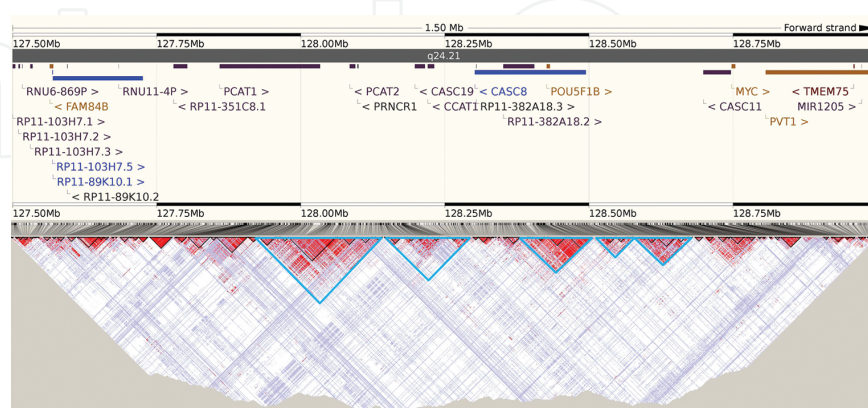 1.50 Mb Forward strand
127.50Mb 127.75Mb 128.00Mb 128.25Mb 128.50Mb 128.75Mb
q24.21
RNU6-869P > RNU11-4P > PCAT1 > < PCAT2 < CASC19 < CASC8 POU5F1B > MYC > < TMEM75
< FAM84B < RP11-351C8.1 < PRNCR1 < CCAT1 RP11-382A18.3 > < CASC11 MIR1205 >
RP11-103H7.1 > RP11-382A18.2 > PVT1 >
RP11-103H7.2 >
RP11-103H7.3 >
RP11-103H7.5 >
RP11-89K10.1 >
< RP11-89K10.2
127.50Mb 127.75Mb 128.00Mb 128.25Mb 128.50Mb 128.75Mb